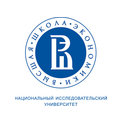 ВЫСШАЯ ШКОЛА ЭКОНОМИКИ
НАЦИОНАЛЬНЫЙ ИССЛЕДОВАТЕЛЬСКИЙ
УНИВЕРСИТЕТ